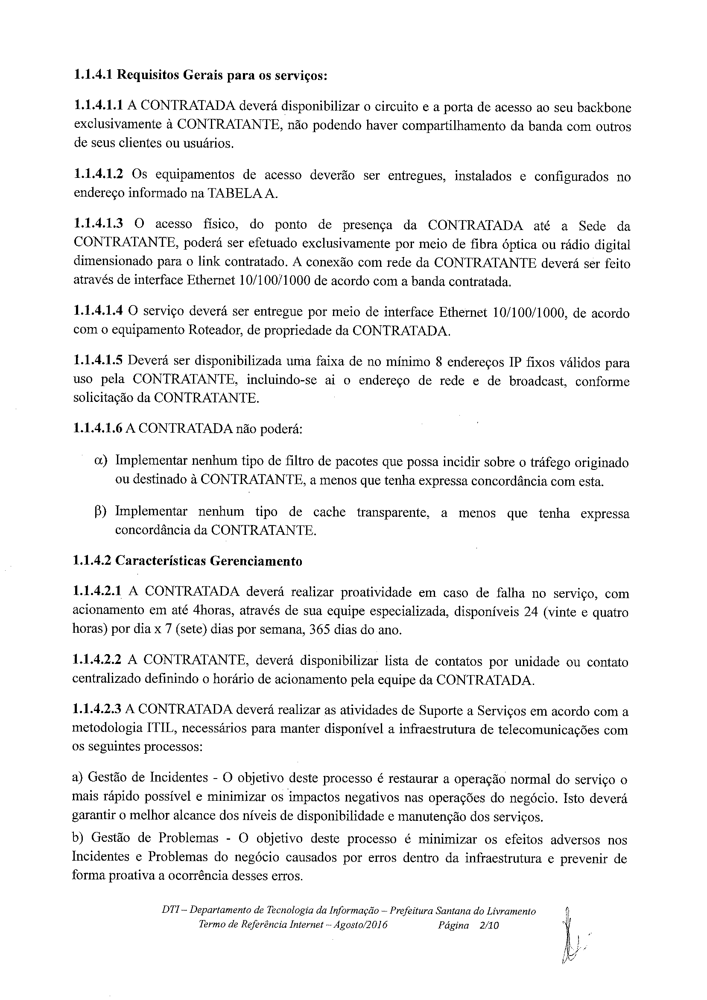 1.1.4.1 Requisitos Gerais para os serviços:
1.1.4.1.1 A CONTRATADA deverá disponibilizar o circuito e a porta de acesso ao seu backbone
exclusivamente à CONTRATANTE, não podendo haver compartilhamento da banda com outros
de seus clientes ou usuários.
1.1.4.1.2 Os equipamentos de acesso deverão ser entregues, instalados e configurados no
endereço informado na TABELA A.
1.1.4.1.3 O acesso físico, do ponto de presença da CONTRATADA até a Sede da
CONTRATANTE, poderá ser efetuado exclusivamente por meio de fibra óptica ou rádio digital
dimensionado para o link contratado. A conexão com rede da CONTRATANTE deverá ser feito
através de interface Ethernet 10/100/1000 de acordo com a banda contratada.
1.1.4.1.4 O serviço deverá ser entregue por meio de interface Ethernet 10/100/1000, de acordo
com o equipamento Roteador, de propriedade da CONTRATADA.
1.1.4.1.5 Deverá ser disponibilizada uma faixa de no mínimo 8 endereços IP fixos válidos para
uso pela CONTRATANTE, incluindo-se ai o endereço de rede e de broadcast, conforme
solicitação da CONTRATANTE.
1.1.4.1.6 A CONTRATADA não poderá:
α) Implementar nenhum tipo de filtro de pacotes que possa incidir sobre o tráfego originado
ou destinado à CONTRATANTE, a menos que tenha expressa concordância com esta.
β) Implementar nenhum tipo de cache transparente, a menos que tenha expressa
concordância da CONTRATANTE.
1.1.4.2 Características Gerenciamento
1.1.4.2.1 A CONTRATADA deverá realizar proatividade em caso de falha no serviço, com
acionamento em até 4horas, através de sua equipe especializada, disponíveis 24 (vinte e quatro
horas) por dia x 7 (sete) dias por semana, 365 dias do ano.
1.1.4.2.2 A CONTRATANTE, deverá disponibilizar lista de contatos por unidade ou contato
centralizado definindo o horário de acionamento pela equipe da CONTRATADA.
1.1.4.2.3 A CONTRATADA deverá realizar as atividades de Suporte a Serviços em acordo com a
metodologia ITIL, necessários para manter disponível a infraestrutura de telecomunicações com
os seguintes processos:
a) Gestão de Incidentes - O objetivo deste processo é restaurar a operação normal do serviço o
mais rápido possível e minimizar os impactos negativos nas operações do negócio. Isto deverá
garantir o melhor alcance dos níveis de disponibilidade e manutenção dos serviços.
b) Gestão de Problemas - O objetivo deste processo é minimizar os efeitos adversos nos
Incidentes e Problemas do negócio causados por erros dentro da infraestrutura e prevenir de
forma proativa a ocorrência desses erros.
DTI – Departamento de Tecnologia da Informação – Prefeitura Santana do Livramento
Termo de Referência Internet – Agosto/2016 Página 2/10